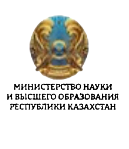 МИНИСТЕРСТВО НАУКИ
И ВЫСШЕГО ОБРАЗОВАНИЯ
РЕСПУБЛИКИ КАЗАХСТАН